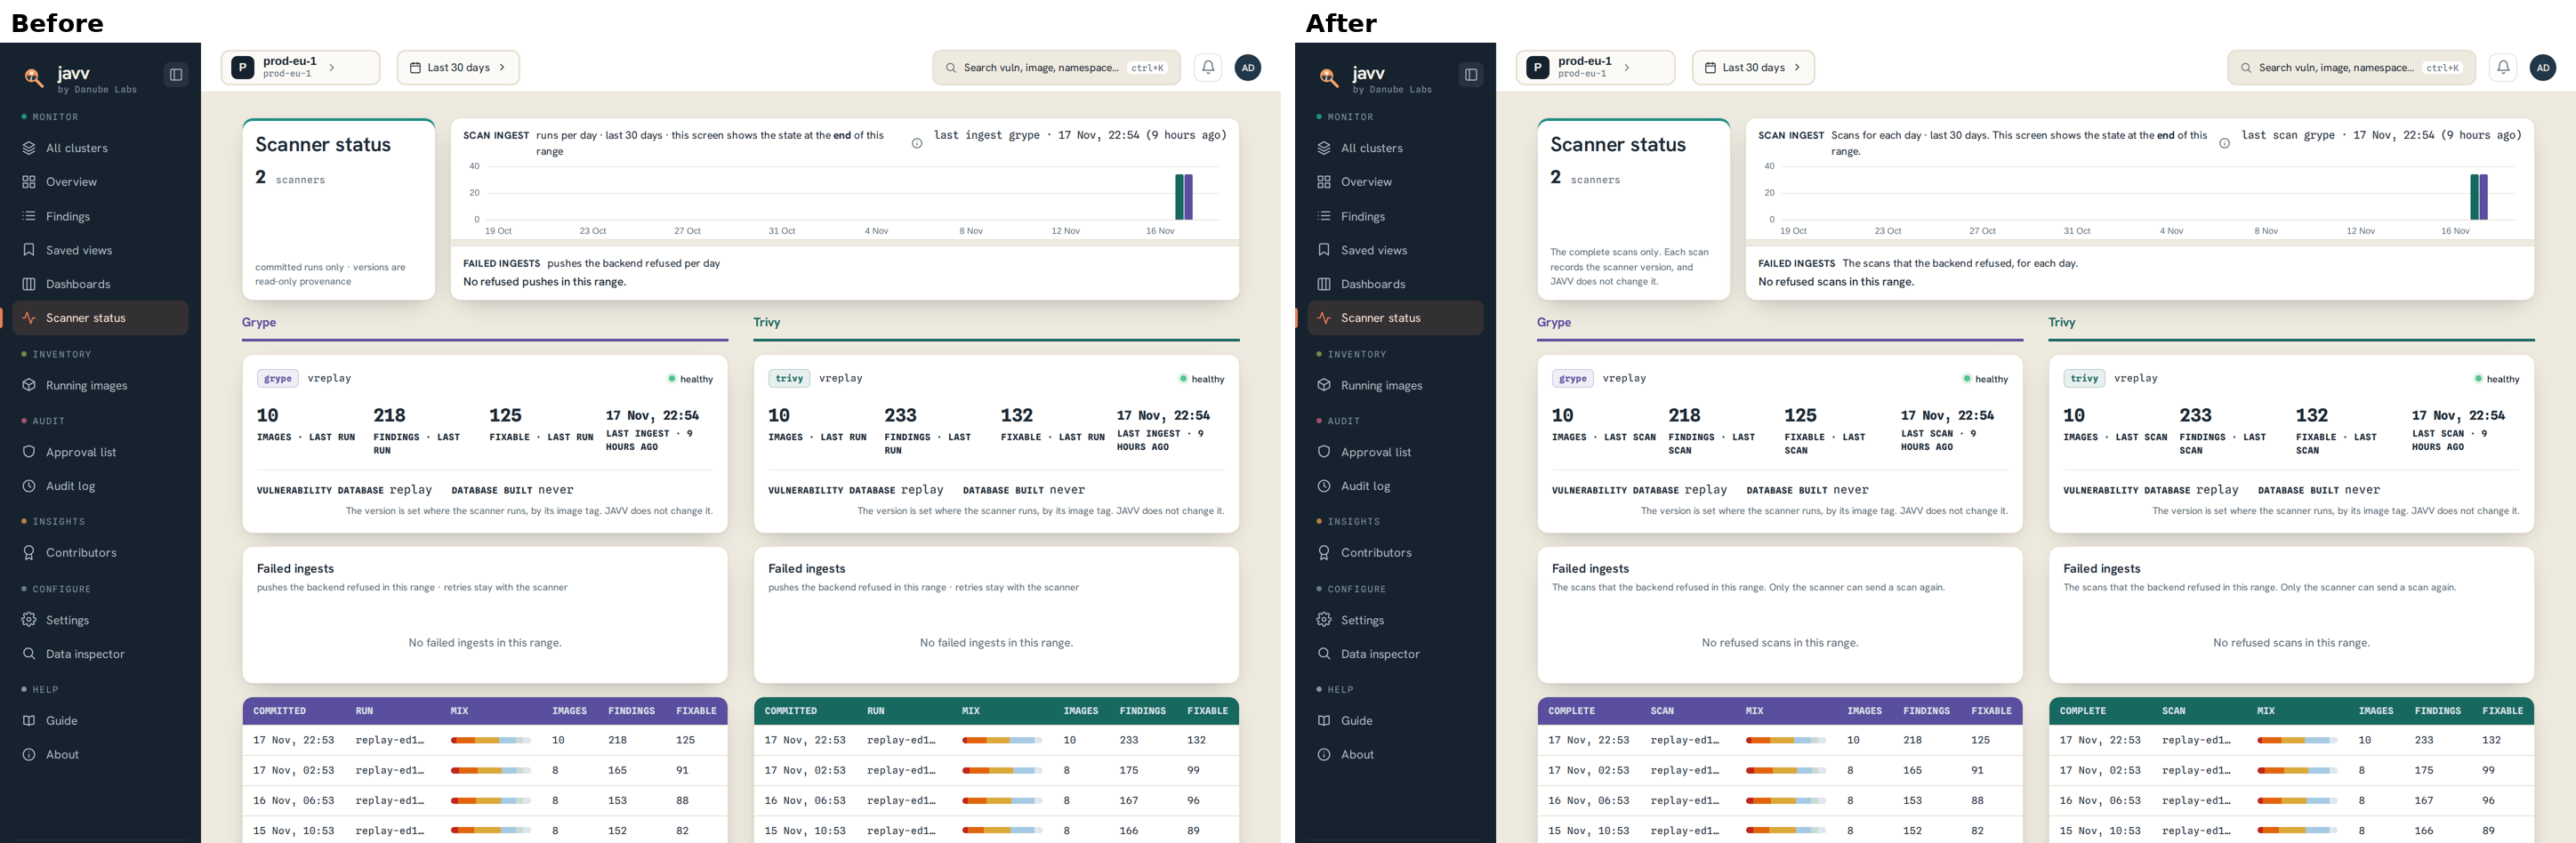 Before
javv
by Danube Labs
MONITOR
All clusters
Overview
Findings
Saved views
Dashboards
Scanner status
INVENTORY
Running images
AUDIT
Approval list
Audit log
INSIGHTS
Contributors
CONFIGURE
Settings
Data inspector
HELP
Guide
About
P prod-eu-1
prod-eu-1
Last 30 days
Search vuln, image, namespace... ctrl+K
AD
Scanner status
2 scanners
committed runs only · versions are
read-only provenance
SCAN INGEST runs per day · last 30 days · this screen shows the state at the end of this
range
last ingest grype · 17 Nov, 22:54 (9 hours ago)
40
20
0
19 Oct 23 Oct 27 Oct 31 Oct 4 Nov 8 Nov 12 Nov 16 Nov
FAILED INGESTS pushes the backend refused per day
No refused pushes in this range.
Grype
grype vreplay healthy
10 218 125 17 Nov, 22:54
IMAGES · LAST RUN FINDINGS · LAST RUN FIXABLE · LAST RUN LAST INGEST · 9 HOURS AGO
VULNERABILITY DATABASE replay DATABASE BUILT never
The version is set where the scanner runs, by its image tag. JAVV does not change it.
Failed ingests
pushes the backend refused in this range · retries stay with the scanner
No failed ingests in this range.
COMMITTED RUN MIX IMAGES FINDINGS FIXABLE
17 Nov, 22:53 replay-ed1… 10 218 125
17 Nov, 02:53 replay-ed1… 8 165 91
16 Nov, 06:53 replay-ed1… 8 153 88
15 Nov, 10:53 replay-ed1… 8 152 82
Trivy
trivy vreplay healthy
10 233 132 17 Nov, 22:54
IMAGES · LAST RUN FINDINGS · LAST RUN FIXABLE · LAST RUN LAST INGEST · 9 HOURS AGO
VULNERABILITY DATABASE replay DATABASE BUILT never
The version is set where the scanner runs, by its image tag. JAVV does not change it.
Failed ingests
pushes the backend refused in this range · retries stay with the scanner
No failed ingests in this range.
COMMITTED RUN MIX IMAGES FINDINGS FIXABLE
17 Nov, 22:53 replay-ed1… 10 233 132
17 Nov, 02:53 replay-ed1… 8 175 99
16 Nov, 06:53 replay-ed1… 8 167 96
15 Nov, 10:53 replay-ed1… 8 166 89
After
javv
by Danube Labs
MONITOR
All clusters
Overview
Findings
Saved views
Dashboards
Scanner status
INVENTORY
Running images
AUDIT
Approval list
Audit log
INSIGHTS
Contributors
CONFIGURE
Settings
Data inspector
HELP
Guide
About
P prod-eu-1
prod-eu-1
Last 30 days
Search vuln, image, namespace... ctrl+K
AD
Scanner status
2 scanners
The complete scans only. Each scan
records the scanner version, and
JAVV does not change it.
SCAN INGEST Scans for each day · last 30 days. This screen shows the state at the end of this
range.
last scan grype · 17 Nov, 22:54 (9 hours ago)
40
20
0
19 Oct 23 Oct 27 Oct 31 Oct 4 Nov 8 Nov 12 Nov 16 Nov
FAILED INGESTS The scans that the backend refused, for each day.
No refused scans in this range.
Grype
grype vreplay healthy
10 218 125 17 Nov, 22:54
IMAGES · LAST SCAN FINDINGS · LAST SCAN FIXABLE · LAST SCAN LAST SCAN · 9 HOURS AGO
VULNERABILITY DATABASE replay DATABASE BUILT never
The version is set where the scanner runs, by its image tag. JAVV does not change it.
Failed ingests
The scans that the backend refused in this range. Only the scanner can send a scan again.
No refused scans in this range.
COMPLETE SCAN MIX IMAGES FINDINGS FIXABLE
17 Nov, 22:53 replay-ed1… 10 218 125
17 Nov, 02:53 replay-ed1… 8 165 91
16 Nov, 06:53 replay-ed1… 8 153 88
15 Nov, 10:53 replay-ed1… 8 152 82
Trivy
trivy vreplay healthy
10 233 132 17 Nov, 22:54
IMAGES · LAST SCAN FINDINGS · LAST SCAN FIXABLE · LAST SCAN LAST SCAN · 9 HOURS AGO
VULNERABILITY DATABASE replay DATABASE BUILT never
The version is set where the scanner runs, by its image tag. JAVV does not change it.
Failed ingests
The scans that the backend refused in this range. Only the scanner can send a scan again.
No refused scans in this range.
COMPLETE SCAN MIX IMAGES FINDINGS FIXABLE
17 Nov, 22:53 replay-ed1… 10 233 132
17 Nov, 02:53 replay-ed1… 8 175 99
16 Nov, 06:53 replay-ed1… 8 167 96
15 Nov, 10:53 replay-ed1… 8 166 89